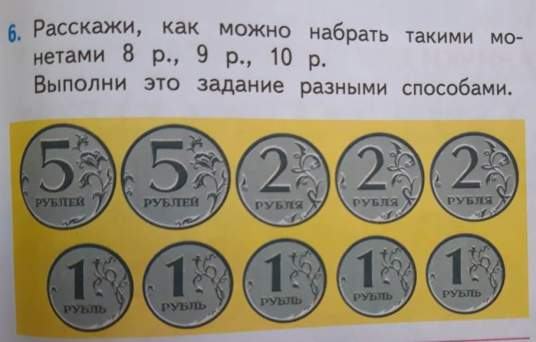 6. Расскажи, как можно набрать такими мо-
нетами 8 р., 9 р., 10 р.
Выполни это задание разными способами.
5 РУБЛЕЙ 5 РУБЛЕЙ 2 РУБЛЯ 2 РУБЛЯ 2 РУБЛЯ
1 РУБЛЬ 1 РУБЛЬ 1 РУБЛЬ 1 РУБЛЬ 1 РУБЛЬ